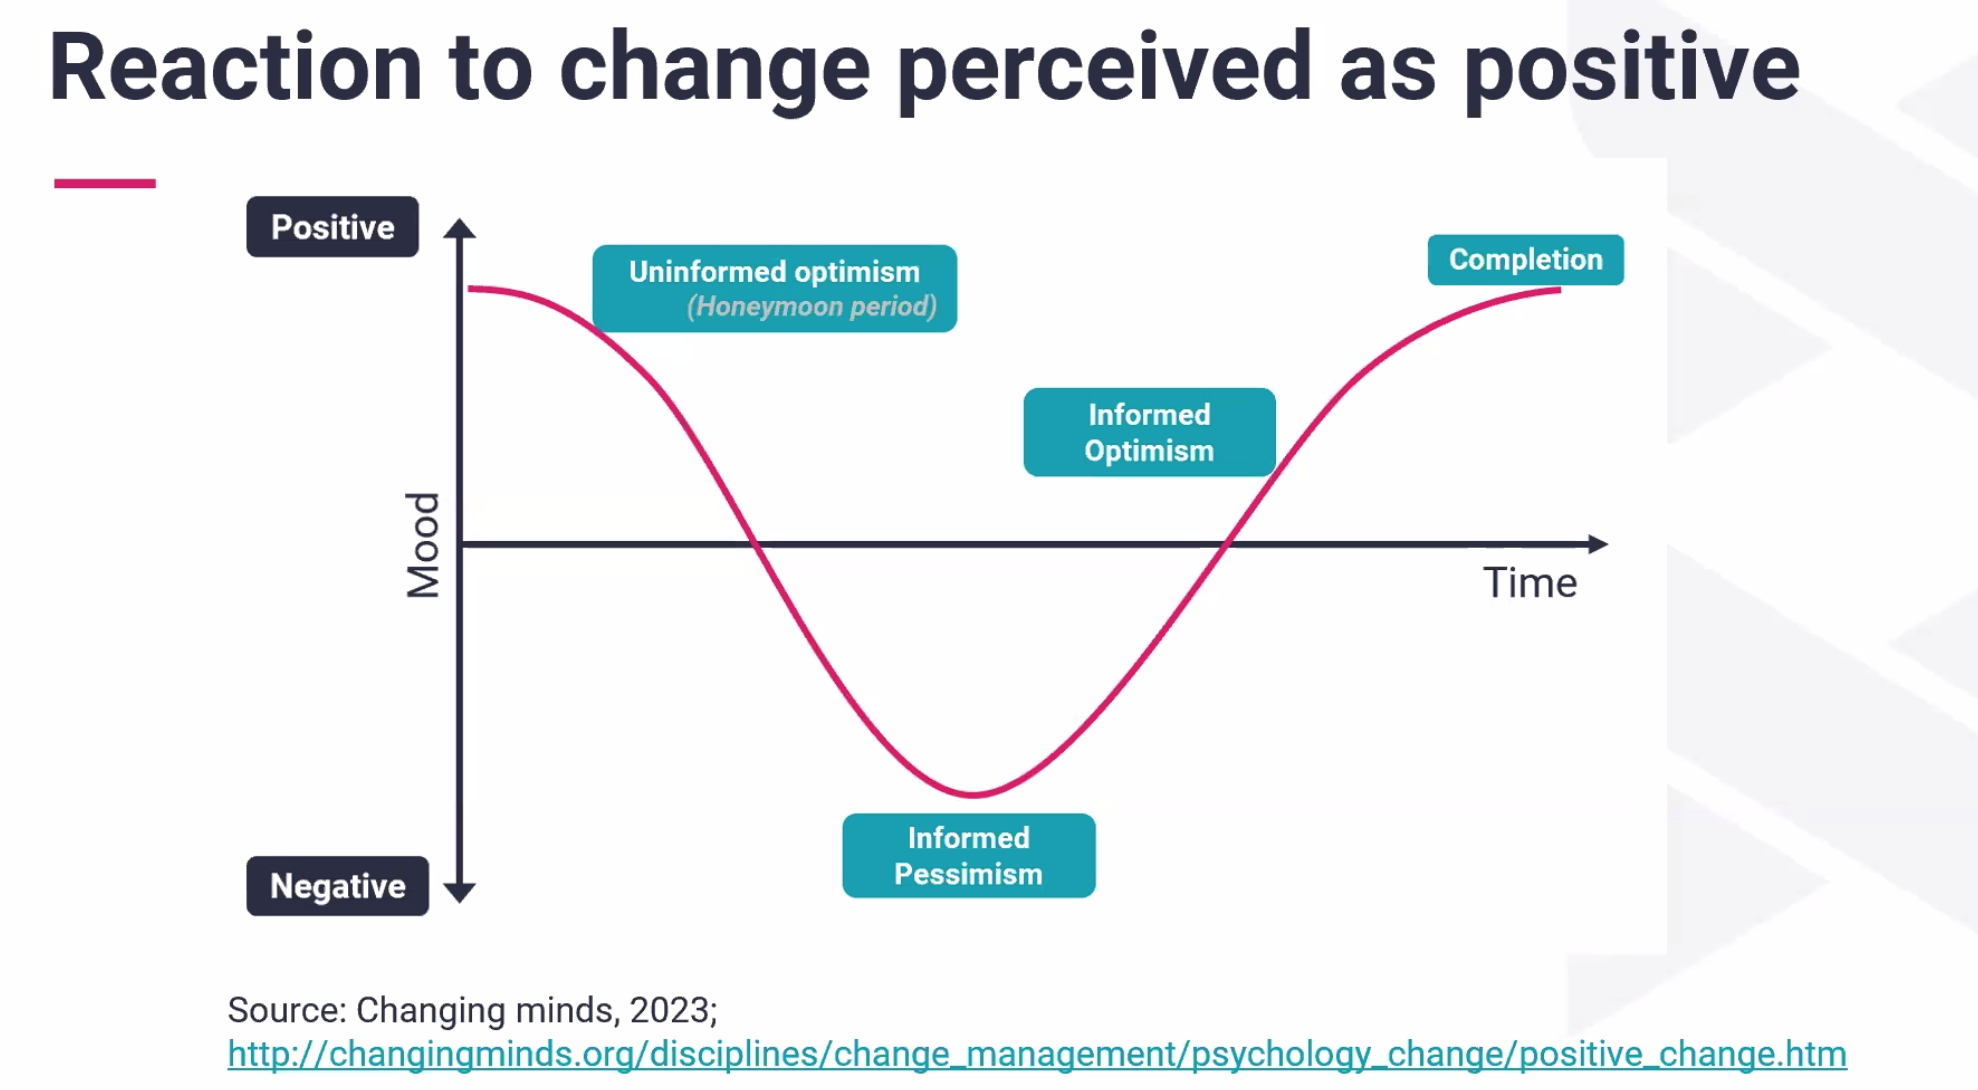 Reaction to change perceived as positive
Positive
Uninformed optimism
(Honeymoon period)
Completion
Informed
Optimism
Mood
Time
Informed
Pessimism
Negative
Source: Changing minds, 2023;
http://changingminds.org/disciplines/change_management/psychology_change/positive_change.htm